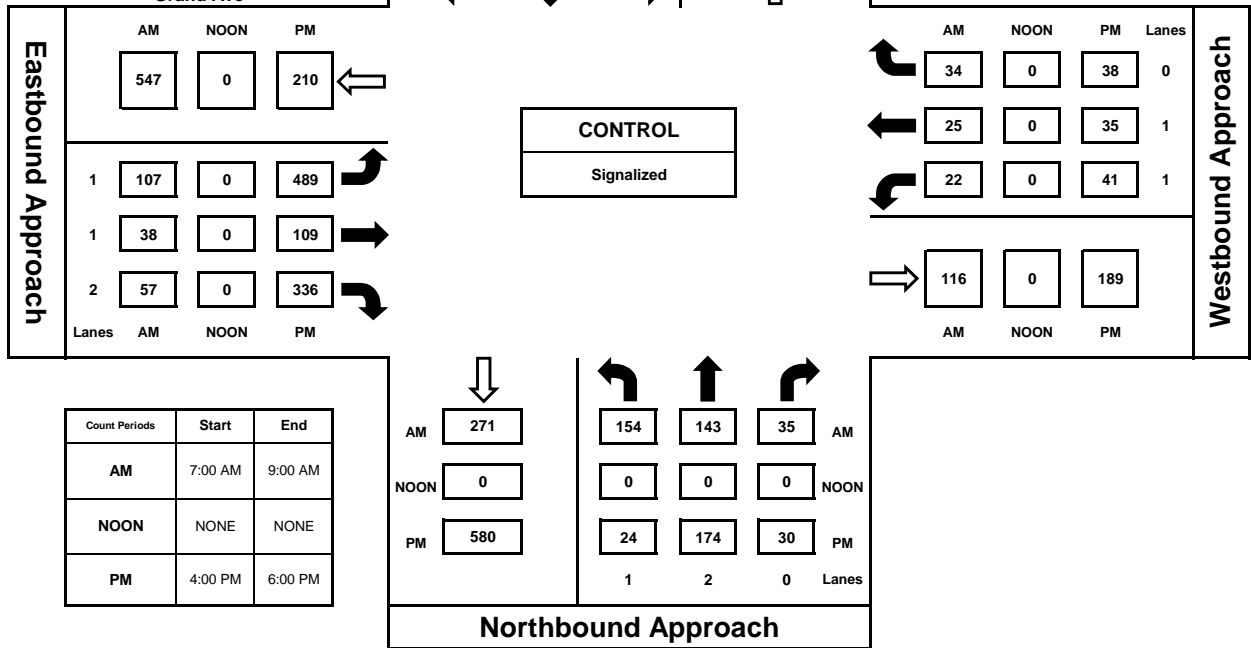 Eastbound Approach
AM NOON PM
547 0 210
1 107 0 489
1 38 0 109
2 57 0 336
Lanes AM NOON PM
CONTROL
Signalized
AM NOON PM Lanes
34 0 38 0
25 0 35 1
22 0 41 1
116 0 189
AM NOON PM
Westbound Approach
Count Periods Start End
AM 7:00 AM 9:00 AM
NOON NONE NONE
PM 4:00 PM 6:00 PM
AM 271 154 143 35 AM
NOON 0 0 0 0 NOON
PM 580 24 174 30 PM
1 2 0 Lanes
Northbound Approach